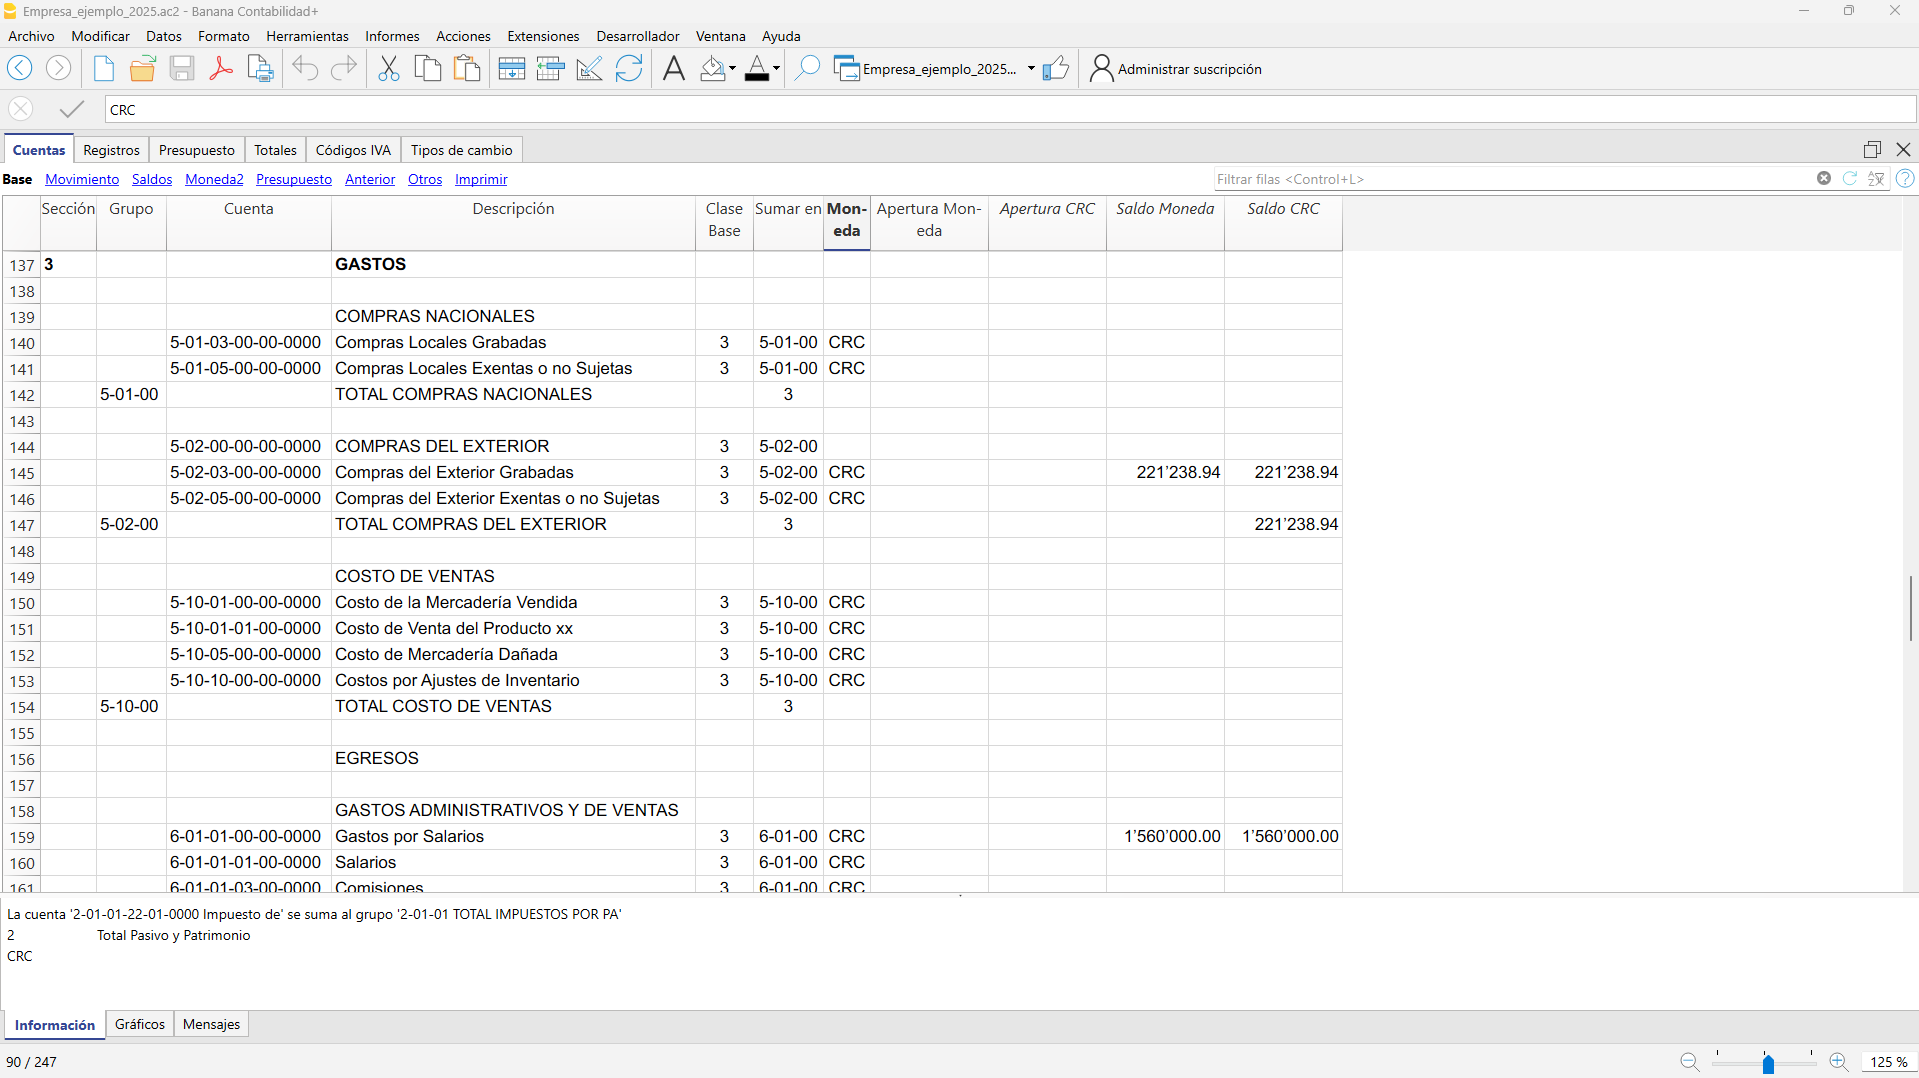 Empresa_ejemplo_2025.ac2 - Banana Contabilidad+
Archivo Modificar Datos Formato Herramientas Informes Acciones Extensiones Desarrollador Ventana Ayuda
Empresa_ejemplo_2025... Administrar suscripción
CRC
Cuentas Registros Presupuesto Totales Códigos IVA Tipos de cambio
Base Movimiento Saldos Moneda2 Presupuesto Anterior Otros Imprimir Filtrar filas <Control+L>
Sección Grupo Cuenta Descripción Clase Base Sumar en Mon-eda Apertura Mon-eda Apertura CRC Saldo Moneda Saldo CRC
137 3 GASTOS
138
139 COMPRAS NACIONALES
140 5-01-03-00-00-0000 Compras Locales Grabadas 3 5-01-00 CRC
141 5-01-05-00-00-0000 Compras Locales Exentas o no Sujetas 3 5-01-00 CRC
142 5-01-00 TOTAL COMPRAS NACIONALES 3
143
144 5-02-00-00-00-0000 COMPRAS DEL EXTERIOR 3 5-02-00
145 5-02-03-00-00-0000 Compras del Exterior Grabadas 3 5-02-00 CRC 221’238.94 221’238.94
146 5-02-05-00-00-0000 Compras del Exterior Exentas o no Sujetas 3 5-02-00 CRC
147 5-02-00 TOTAL COMPRAS DEL EXTERIOR 3 221’238.94
148
149 COSTO DE VENTAS
150 5-10-01-00-00-0000 Costo de la Mercadería Vendida 3 5-10-00 CRC
151 5-10-01-01-00-0000 Costo de Venta del Producto xx 3 5-10-00 CRC
152 5-10-05-00-00-0000 Costo de Mercadería Dañada 3 5-10-00 CRC
153 5-10-10-00-00-0000 Costos por Ajustes de Inventario 3 5-10-00 CRC
154 5-10-00 TOTAL COSTO DE VENTAS 3
155
156 EGRESOS
157
158 GASTOS ADMINISTRATIVOS Y DE VENTAS
159 6-01-01-00-00-0000 Gastos por Salarios 3 6-01-00 CRC 1’560’000.00 1’560’000.00
160 6-01-01-01-00-0000 Salarios 3 6-01-00 CRC
161 6-01-01-03-00-0000 Comisiones 3 6-01-00 CRC
La cuenta '2-01-01-22-01-0000 Impuesto de' se suma al grupo '2-01-01 TOTAL IMPUESTOS POR PA'
2 Total Pasivo y Patrimonio
CRC
Información Gráficos Mensajes
90 / 247 125 %